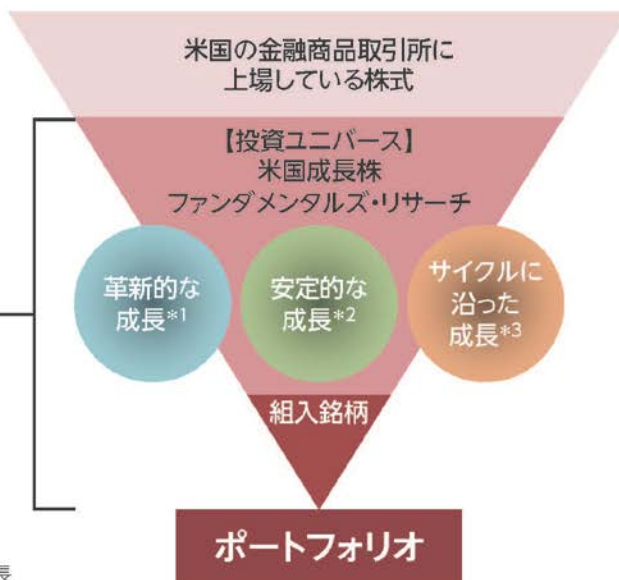 米国の金融商品取引所に
上場している株式
【投資ユニバース】
米国成長株
ファンダメンタルズ・リサーチ
革新的な
成長*1
安定的な
成長*2
サイクルに
沿った
成長*3
組入銘柄
ポートフォリオ
長